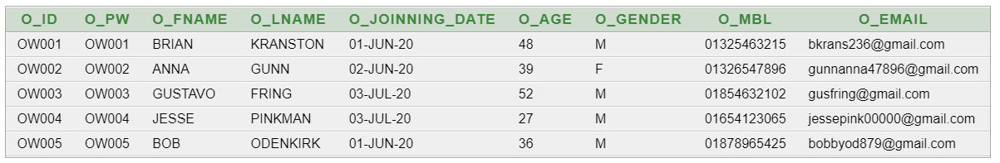 O_ID O_PW O_FNAME O_LNAME O_JOINNING_DATE O_AGE O_GENDER O_MBL O_EMAIL
OW001 OW001 BRIAN KRANSTON 01-JUN-20 48 M 01325463215 bkrans236@gmail.com
OW002 OW002 ANNA GUNN 02-JUN-20 39 F 01326547896 gunnanna47896@gmail.com
OW003 OW003 GUSTAVO FRING 03-JUL-20 52 M 01854632102 gusfring@gmail.com
OW004 OW004 JESSE PINKMAN 03-JUL-20 27 M 01654123065 jessepink00000@gmail.com
OW005 OW005 BOB ODENKIRK 01-JUN-20 36 M 01878965425 bobbyod879@gmail.com